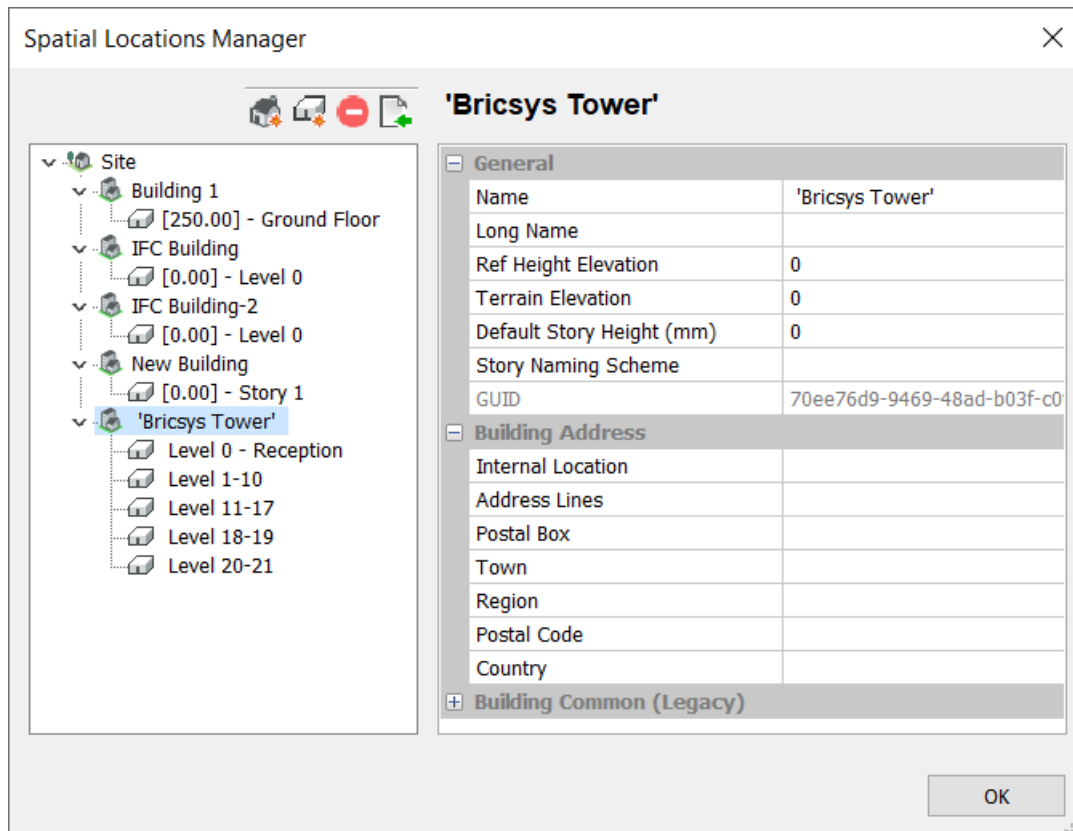 Spatial Locations Manager
'Bricsys Tower'
Site
Building 1
[250.00] - Ground Floor
IFC Building
[0.00] - Level 0
IFC Building-2
[0.00] - Level 0
New Building
[0.00] - Story 1
'Bricsys Tower'
Level 0 - Reception
Level 1-10
Level 11-17
Level 18-19
Level 20-21
General
Name 'Bricsys Tower'
Long Name
Ref Height Elevation 0
Terrain Elevation 0
Default Story Height (mm) 0
Story Naming Scheme
GUID 70ee76d9-9469-48ad-b03f-c0
Building Address
Internal Location
Address Lines
Postal Box
Town
Region
Postal Code
Country
Building Common (Legacy)
OK